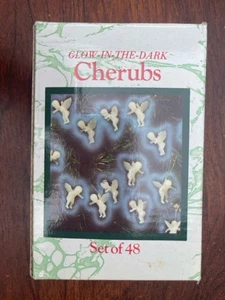 GLOW-IN-THE-DARK
Cherubs
Set of 48